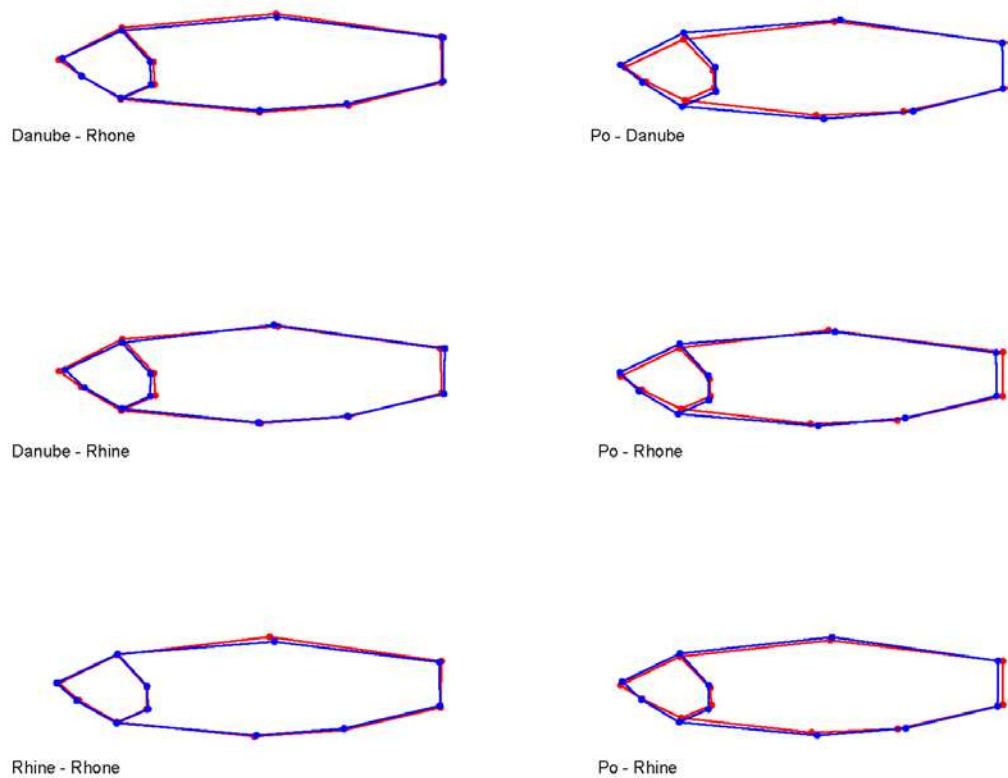 Danube - Rhone
Po - Danube
Danube - Rhine
Po - Rhone
Rhine - Rhone
Po - Rhine